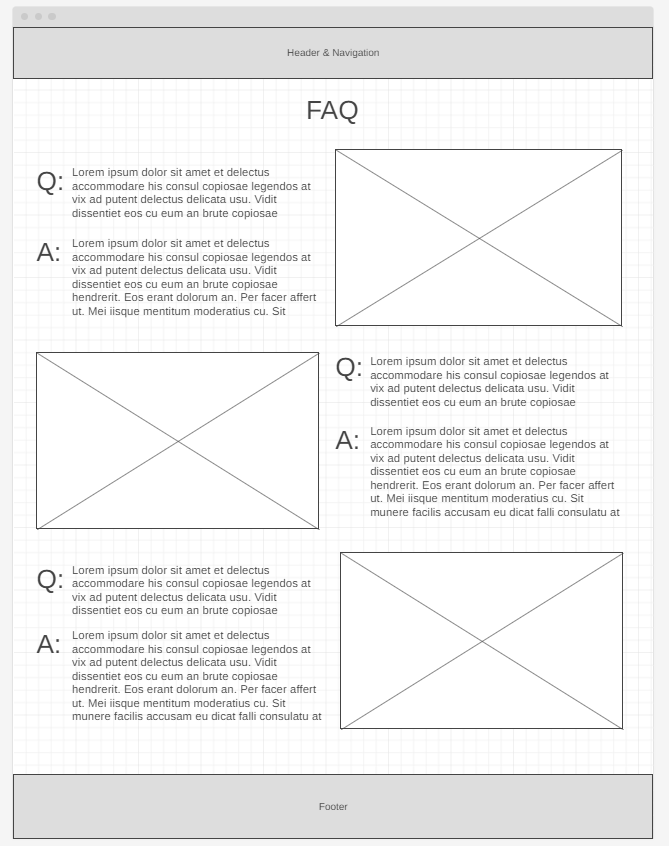 Header & Navigation
FAQ
Q:
Lorem ipsum dolor sit amet et delectus
accommodare his consul copiosae legendos at
vix ad putent delectus delicata usu. Vidit
dissentiet eos cu eum an brute copiosae
A:
Lorem ipsum dolor sit amet et delectus
accommodare his consul copiosae legendos at
vix ad putent delectus delicata usu. Vidit
dissentiet eos cu eum an brute copiosae
hendrerit. Eos erant dolorum an. Per facer affert
ut. Mei iisque mentitum moderatius cu. Sit
Q:
Lorem ipsum dolor sit amet et delectus
accommodare his consul copiosae legendos at
vix ad putent delectus delicata usu. Vidit
dissentiet eos cu eum an brute copiosae
A:
Lorem ipsum dolor sit amet et delectus
accommodare his consul copiosae legendos at
vix ad putent delectus delicata usu. Vidit
dissentiet eos cu eum an brute copiosae
hendrerit. Eos erant dolorum an. Per facer affert
ut. Mei iisque mentitum moderatius cu. Sit
munere facilis accusam eu dicat falli consulatu at
Q:
Lorem ipsum dolor sit amet et delectus
accommodare his consul copiosae legendos at
vix ad putent delectus delicata usu. Vidit
dissentiet eos cu eum an brute copiosae
A:
Lorem ipsum dolor sit amet et delectus
accommodare his consul copiosae legendos at
vix ad putent delectus delicata usu. Vidit
dissentiet eos cu eum an brute copiosae
hendrerit. Eos erant dolorum an. Per facer affert
ut. Mei iisque mentitum moderatius cu. Sit
munere facilis accusam eu dicat falli consulatu at
Footer